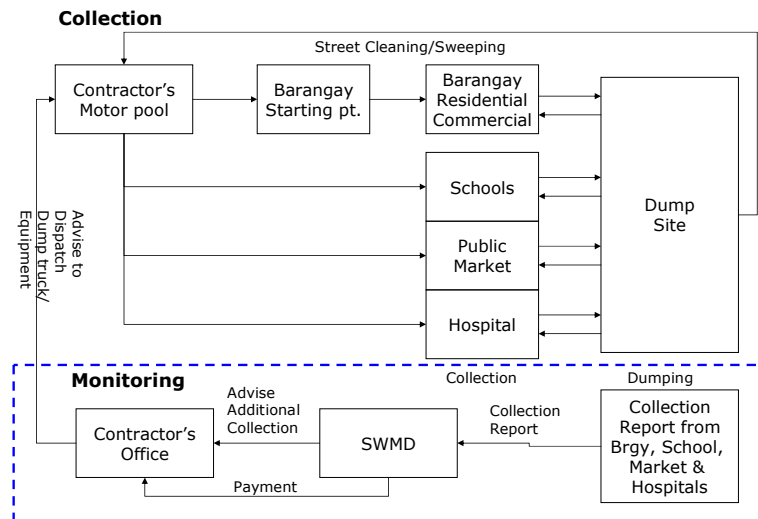 Collection
Street Cleaning/Sweeping
Contractor's
Motor pool
Barangay
Starting pt.
Barangay
Residential
Commercial
Schools
Public
Market
Hospital
Dump
Site
Advise to
Dispatch
Dump truck/
Equipment
Monitoring
Collection
Dumping
Advise
Additional
Collection
Collection
Report
Contractor's
Office
SWMD
Collection
Report from
Brgy, School,
Market &
Hospitals
Payment